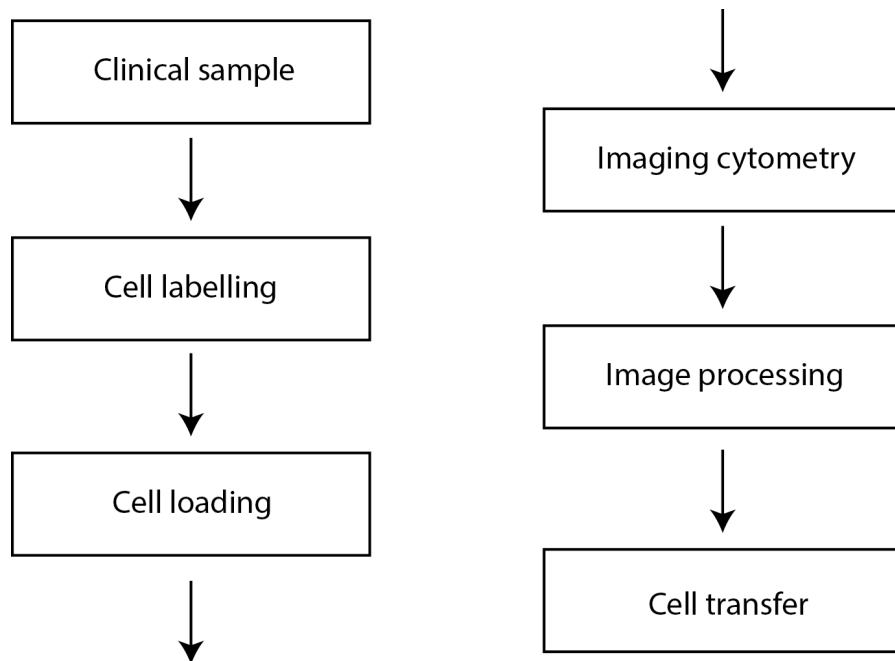 Clinical sample
Cell labelling
Cell loading
Imaging cytometry
Image processing
Cell transfer